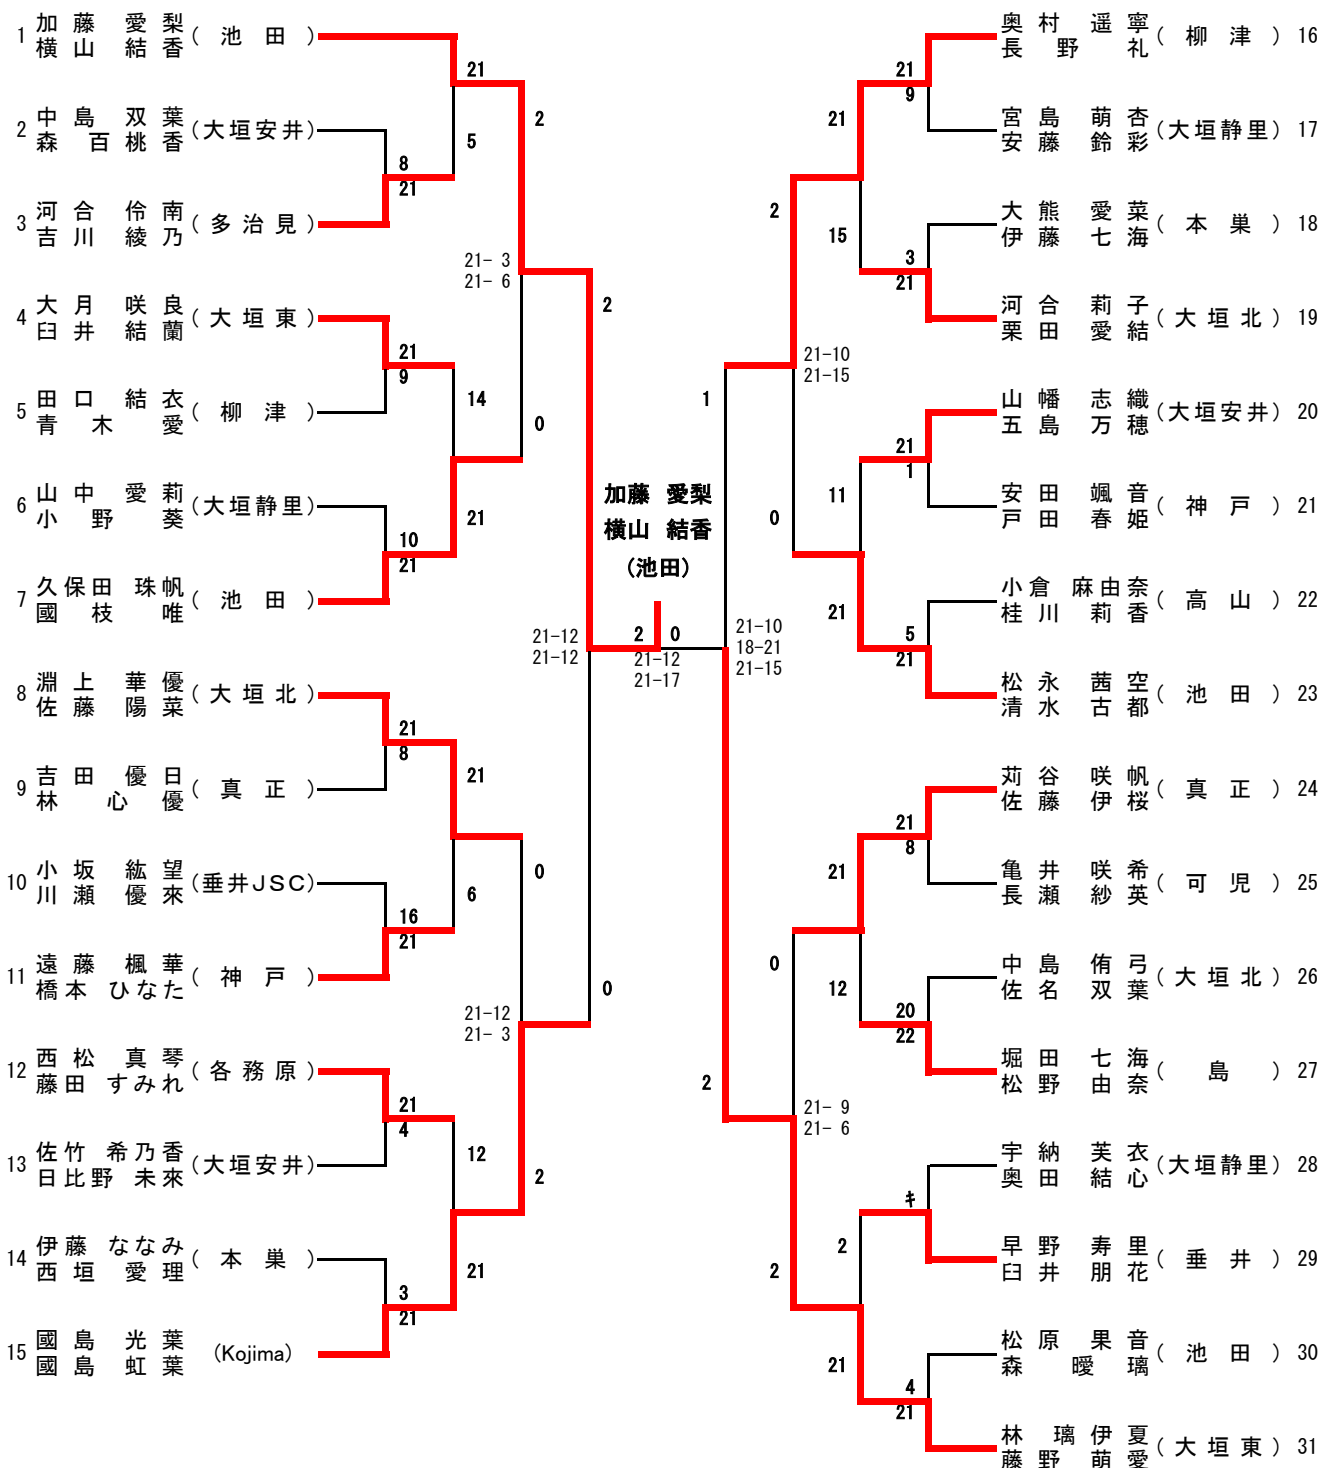 1 加藤 愛梨
横山 結香 (池田)
2 中島 双葉
森 百桃香 (大垣安井)
3 河合 伶南
吉川 綾乃 (多治見)
4 大月 咲良
臼井 結蘭 (大垣東)
5 田口 結衣
青木 愛 (柳津)
6 山中 愛莉
小野 葵 (大垣静里)
7 久保田 珠帆
國枝 唯 (池田)
8 淵上 華優
佐藤 陽菜 (大垣北)
9 吉田 優日
林 心優 (真正)
10 小坂 紘望
川瀬 優來 (垂井JSC)
11 遠藤 楓華
橋本 ひなた (神戸)
12 西松 真琴
藤田 すみれ (各務原)
13 佐竹 希乃香
日比野 未來 (大垣安井)
14 伊藤 ななみ
西垣 愛理 (本巣)
15 國島 光葉
國島 虹葉 (Kojima)
8
21
21
9
10
21
21
8
16
21
21
4
3
21
21
5
14
21
21
6
12
21
2
21- 3
21- 6
0
0
21-12
21- 3
2
2
21-12
21-12
0
加藤 愛梨
横山 結香
(池田)
2 0
21-12
21-17
1
21-10
18-21
21-15
2
2
21-10
21-15
0
0
21- 9
21- 6
2
21
15
11
21
21
12
2
21
21
9
3
21
21
1
5
21
21
8
20
22
キ
4
21
奥村 遥寧
長野 礼 (柳津) 16
宮島 萌杏
安藤 鈴彩 (大垣静里) 17
大熊 愛菜
伊藤 七海 (本巣) 18
河合 莉子
栗田 愛結 (大垣北) 19
山幡 志織
五島 万穂 (大垣安井) 20
安田 颯音
戸田 春姫 (神戸) 21
小倉 麻由奈
桂川 莉香 (高山) 22
松永 茜空
清水 古都 (池田) 23
苅谷 咲帆
佐藤 伊桜 (真正) 24
亀井 咲希
長瀬 紗英 (可児) 25
中島 侑弓
佐名 双葉 (大垣北) 26
堀田 七海
松野 由奈 (島) 27
宇納 芙衣
奥田 結心 (大垣静里) 28
早野 寿里
臼井 朋花 (垂井) 29
松原 果音
森 曖璃 (池田) 30
林 璃伊夏
藤野 萌愛 (大垣東) 31